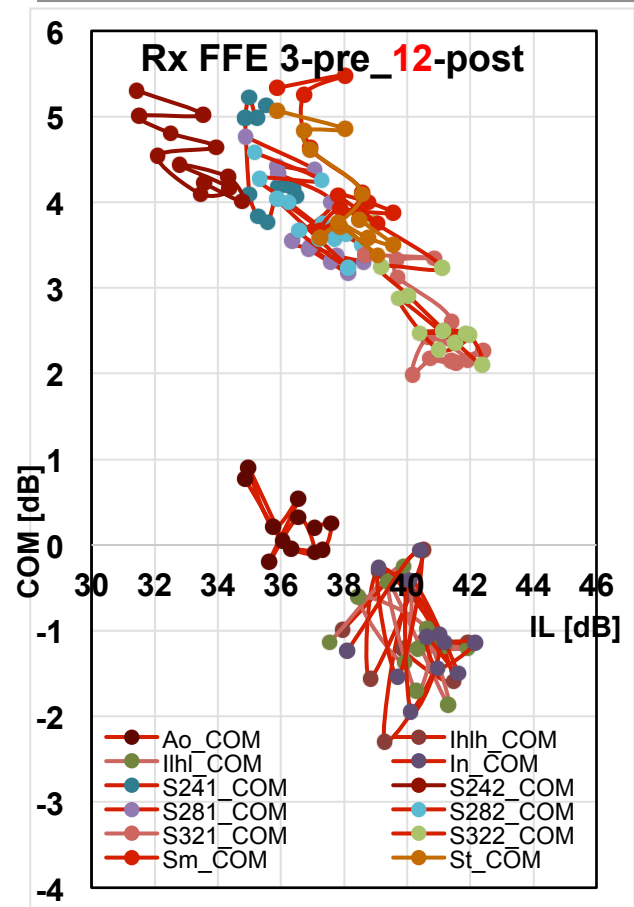 Rx FFE 3-pre_12-post
6
5
4
3
2
1
0
-1
-2
-3
-4
COM [dB]
30 32 34 36 38 40 42 44 46
IL [dB]
Ao_COM IhIh_COM
IIhI_COM In_COM
S241_COM S242_COM
S281_COM S282_COM
S321_COM S322_COM
Sm_COM St_COM